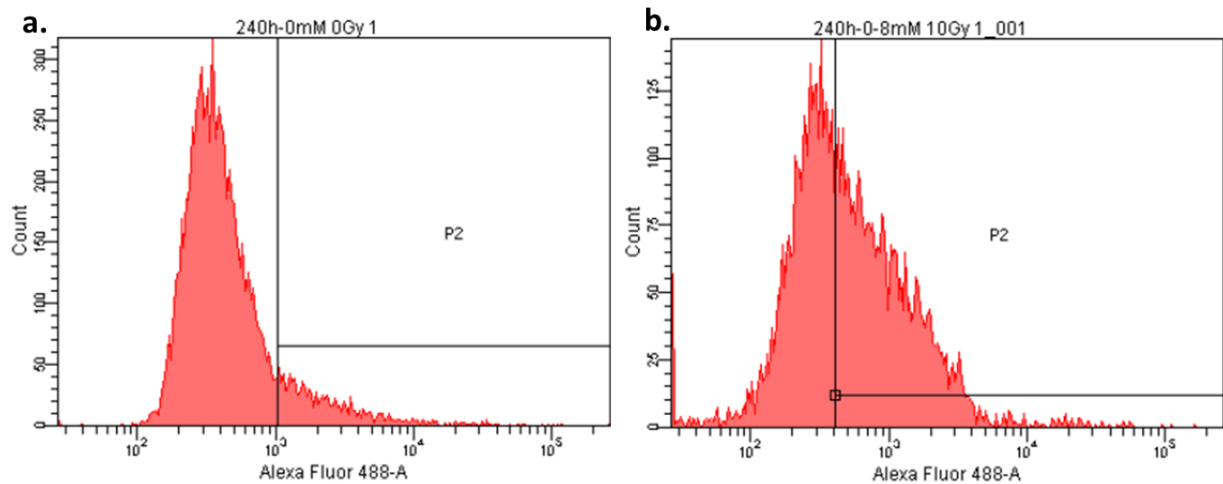 a.
240h-0mM 0Gy 1
300
250
200
150
100
50
0
Count
P2
10²
10³
10⁴
10⁵
Alexa Fluor 488-A
b.
240h-0-8mM 10Gy 1_001
125
100
75
50
25
0
Count
P2
10²
10³
10⁴
10⁵
Alexa Fluor 488-A